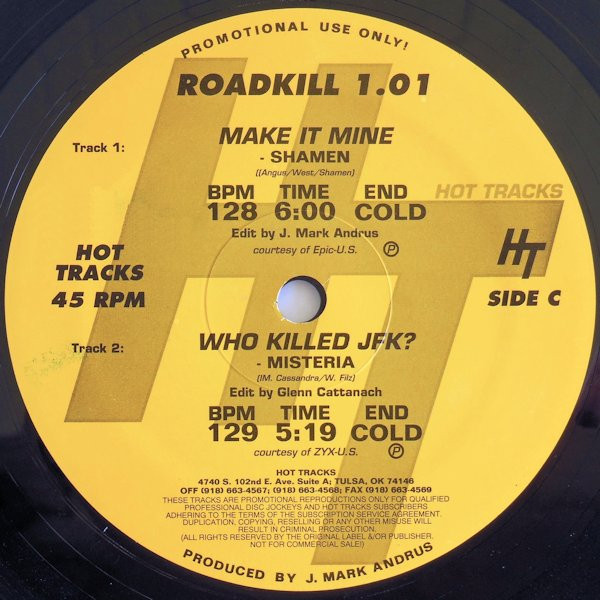 PROMOTIONAL USE ONLY!
ROADKILL 1.01
Track 1:
MAKE IT MINE
- SHAMEN
((Angus/West/Shamen)
BPM TIME END
128 6:00 COLD
HOT TRACKS
Edit by J. Mark Andrus
courtesy of Epic-U.S. Ⓟ
HOT
TRACKS
45 RPM
HT
SIDE C
Track 2:
WHO KILLED JFK?
- MISTERIA
(IM. Cassandra/W. Filz)
Edit by Glenn Cattanach
BPM TIME END
129 5:19 COLD
courtesy of ZYX-U.S. Ⓟ
HOT TRACKS
4740 S. 102nd E. Ave. Suite A; TULSA, OK 74146
OFF (918) 663-4567; (918) 663-4568; FAX (918) 663-4569
THESE TRACKS ARE PROMOTIONAL REPRODUCTIONS ONLY FOR QUALIFIED
PROFESSIONAL DISC JOCKEYS AND HOT TRACKS SUBSCRIBERS
ADHERING TO THE TERMS OF THE SUBSCRIPTION SERVICE AGREEMENT.
DUPLICATION, COPYING, RESELLING OR ANY OTHER MISUSE WILL
RESULT IN CRIMINAL PROSECUTION.
(ALL RIGHTS RESERVED BY THE ORIGINAL LABEL &/OR PUBLISHER.
NOT FOR COMMERCIAL SALE!)
PRODUCED BY J. MARK ANDRUS